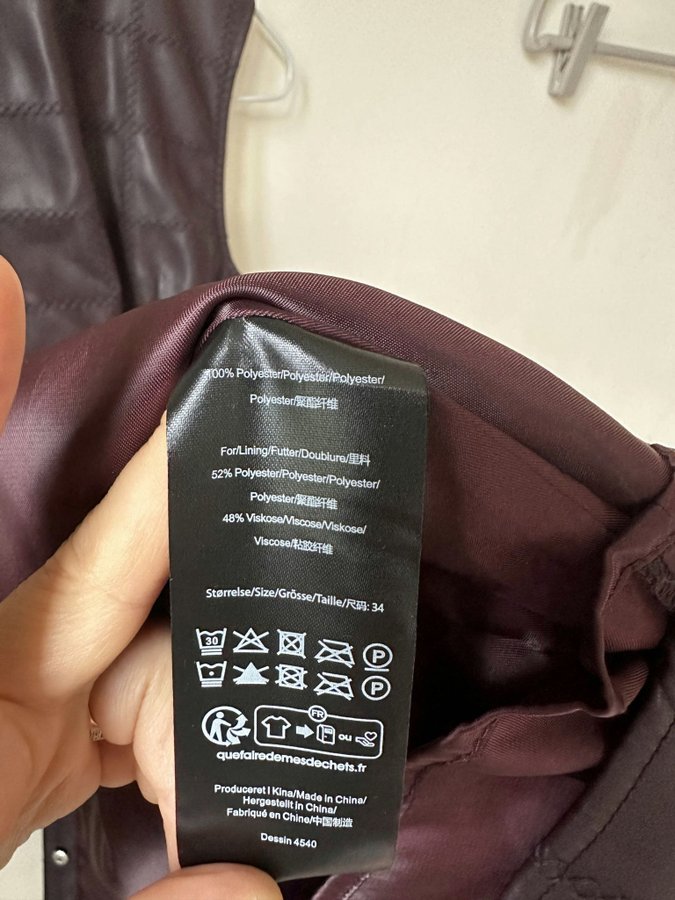 100% Polyester/Polyester/Polyester/
Polyester/聚酯纤维
For/Lining/Futter/Doublure/里料
52% Polyester/Polyester/Polyester/
Polyester/聚酯纤维
48% Viskose/Viscose/Viskose/
Viscose/粘胶纤维
Størrelse/Size/Grösse/Taille/尺码: 34
30 P
P
FR
OU
quefairedemesdechets.fr
Produceret I Kina/Made in China/
Hergestellt in China/
Fabriqué en China/中国制造
Dessin 4540